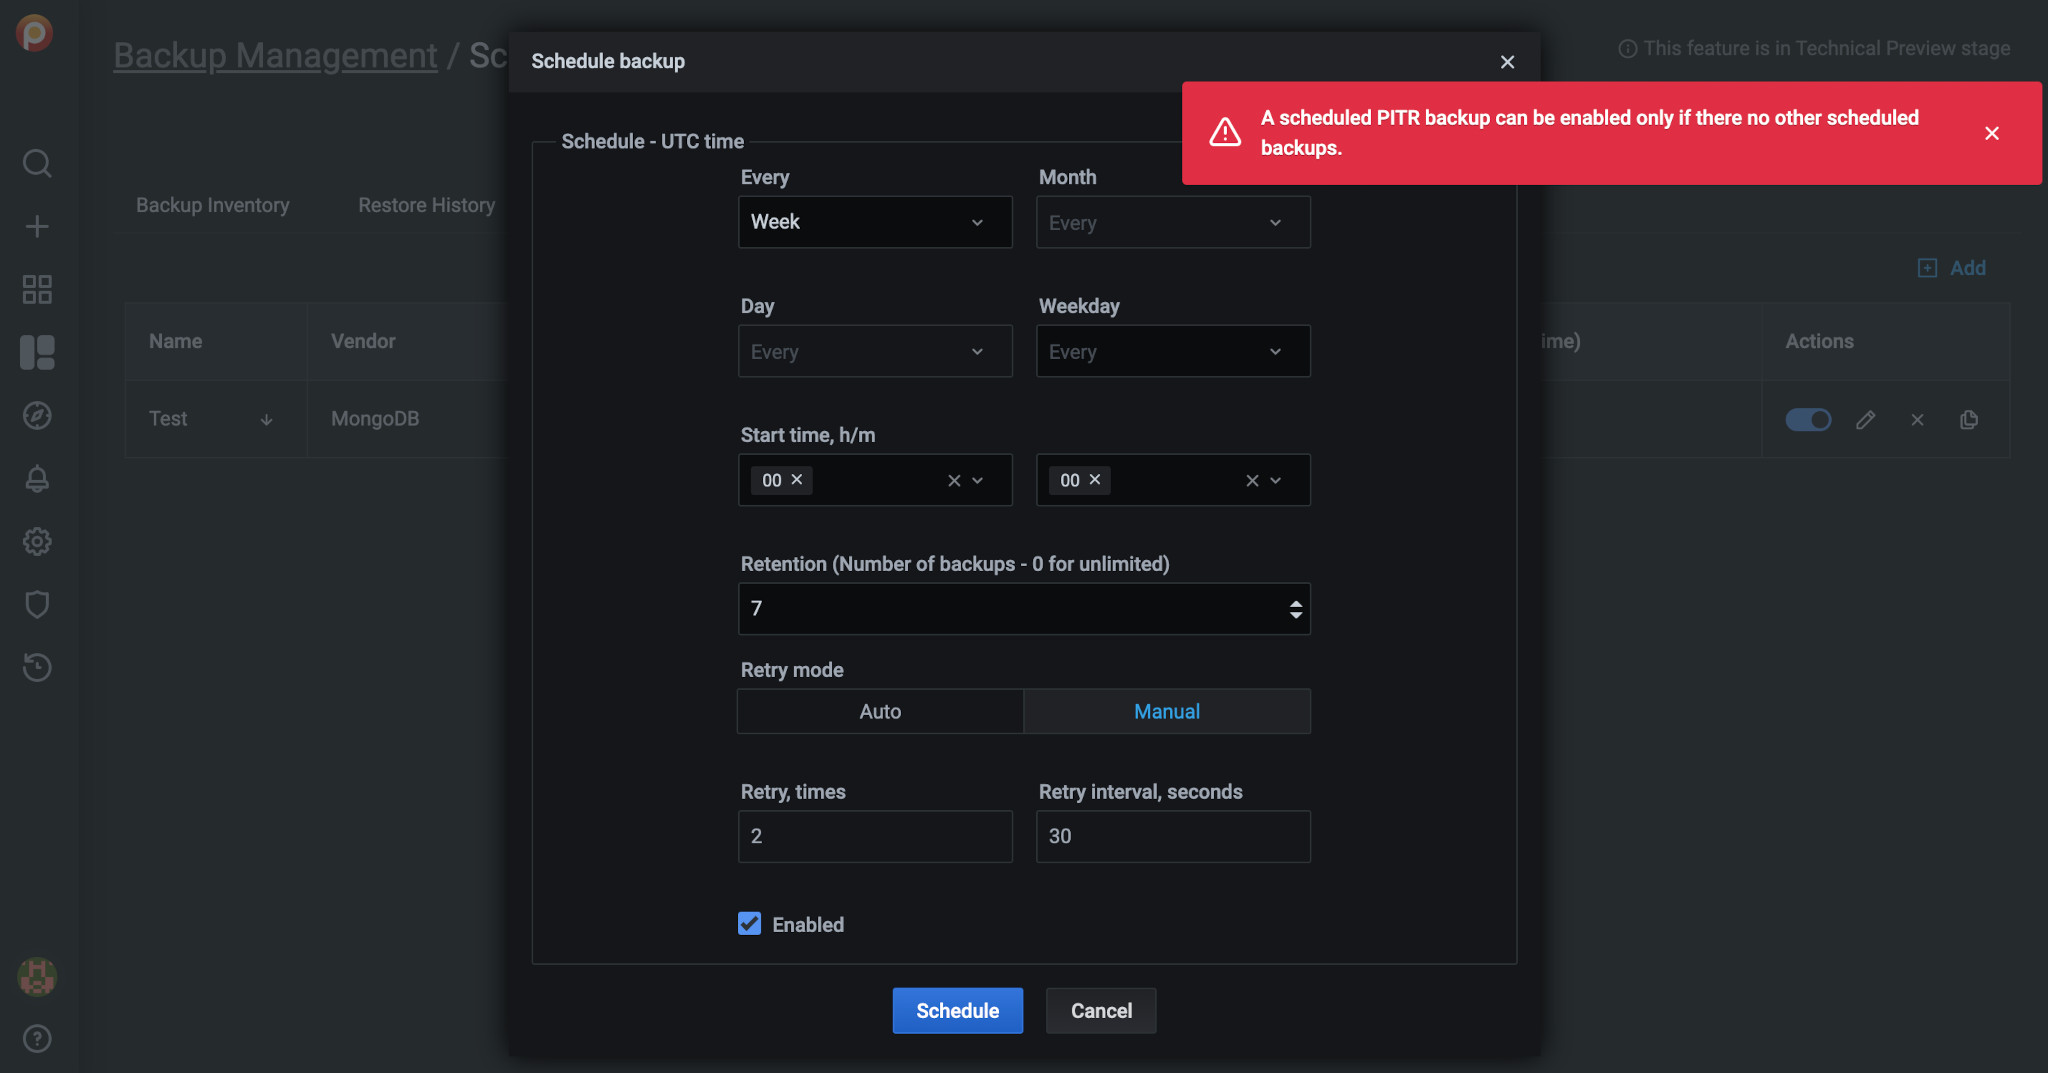 Backup Management / Sc
Schedule backup
This feature is in Technical Preview stage
A scheduled PITR backup can be enabled only if there no other scheduled
backups.
Schedule - UTC time
Every
Month
Week
Every
Backup Inventory
Restore History
Add
Day
Weekday
Every
Every
Name
Vendor
ime)
Actions
Test
MongoDB
Start time, h/m
00
00
Retention (Number of backups - 0 for unlimited)
7
Retry mode
Auto
Manual
Retry, times
Retry interval, seconds
2
30
Enabled
Schedule
Cancel